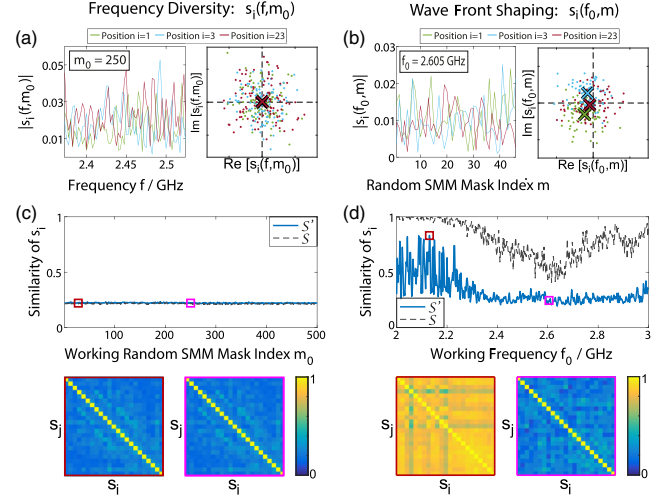 Frequency Diversity: si(f,m0)
Wave Front Shaping: si(f0,m)
(a)
Position i=1 Position i=3 Position i=23
m0 = 250
|si(f,m0)|
0.05
0.03
0.01
2.4 2.45 2.5
Frequency f / GHz
Im [si(f,m0)]
Re [si(f,m0)]
(b)
Position i=1 Position i=3 Position i=23
f0 = 2.605 GHz
|si(f0,m)|
0.03
0.02
0.01
0
10 20 30 40
Random SMM Mask Index m
Im [si(f0,m)]
Re [si(f0,m)]
(c)
Similarity of si
1
0.5
0
S'
S
100 200 300 400 500
Working Random SMM Mask Index m0
sj
si
sj
si
1
0
(d)
Similarity of si
1
0.5
0
S'
S
2 2.2 2.4 2.6 2.8 3
Working Frequency f0 / GHz
sj
si
sj
si
1
0